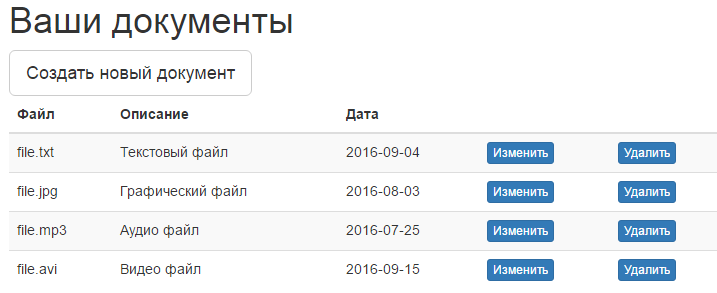 Ваши документы
Создать новый документ
Файл Описание Дата
file.txt Текстовый файл 2016-09-04 Изменить Удалить
file.jpg Графический файл 2016-08-03 Изменить Удалить
file.mp3 Аудио файл 2016-07-25 Изменить Удалить
file.avi Видео файл 2016-09-15 Изменить Удалить